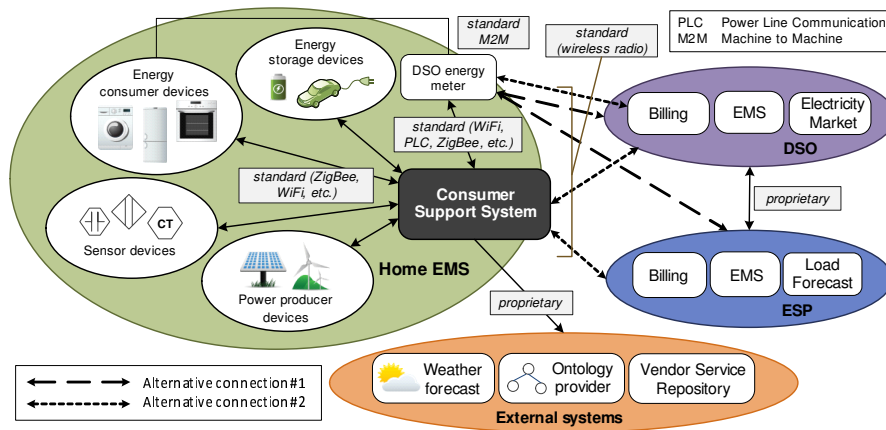 standard
M2M
standard
(wireless radio)
PLC Power Line Communication
M2M Machine to Machine
Energy
storage devices
Energy
consumer devices
DSO energy
meter
Billing
EMS
Electricity
Market
DSO
standard (WiFi,
PLC, ZigBee, etc.)
standard (ZigBee,
WiFi, etc.)
Consumer
Support System
proprietary
CT
Sensor devices
Home EMS
Power producer
devices
Billing
EMS
Load
Forecast
ESP
proprietary
Alternative connection#1
Alternative connection #2
Weather
forecast
Ontology
provider
Vendor Service
Repository
External systems